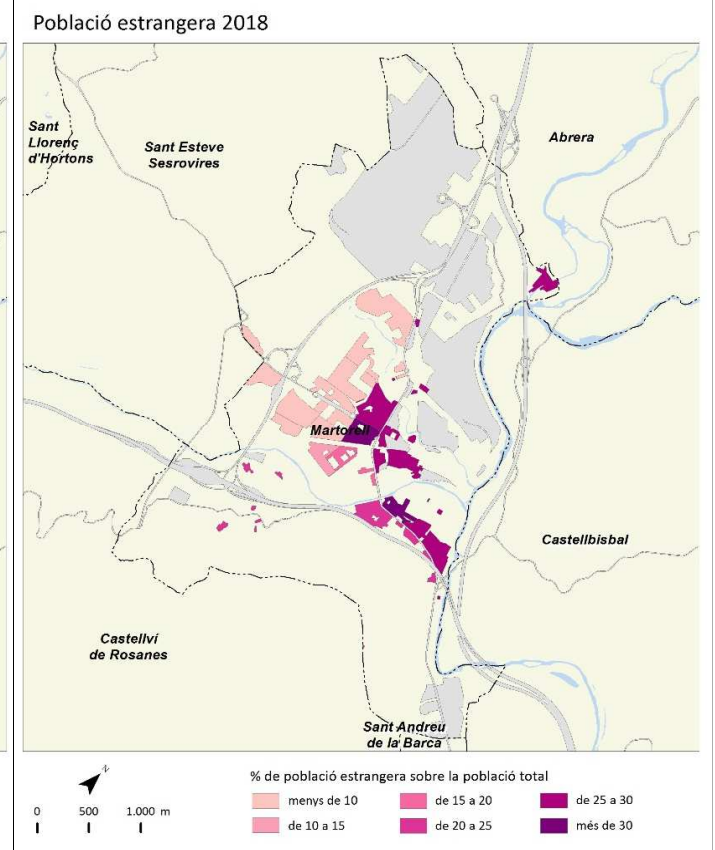 Població estrangera 2018
Sant
Llorenç
d'Hortons
Sant Esteve
Sesrovires
Abrera
Martorell
Castellbisbal
Castellví
de Rosanes
Sant Andreu
de la Barca
N
0 500 1.000 m
% de població estrangera sobre la població total
menys de 10
de 15 a 20
de 25 a 30
de 10 a 15
de 20 a 25
més de 30